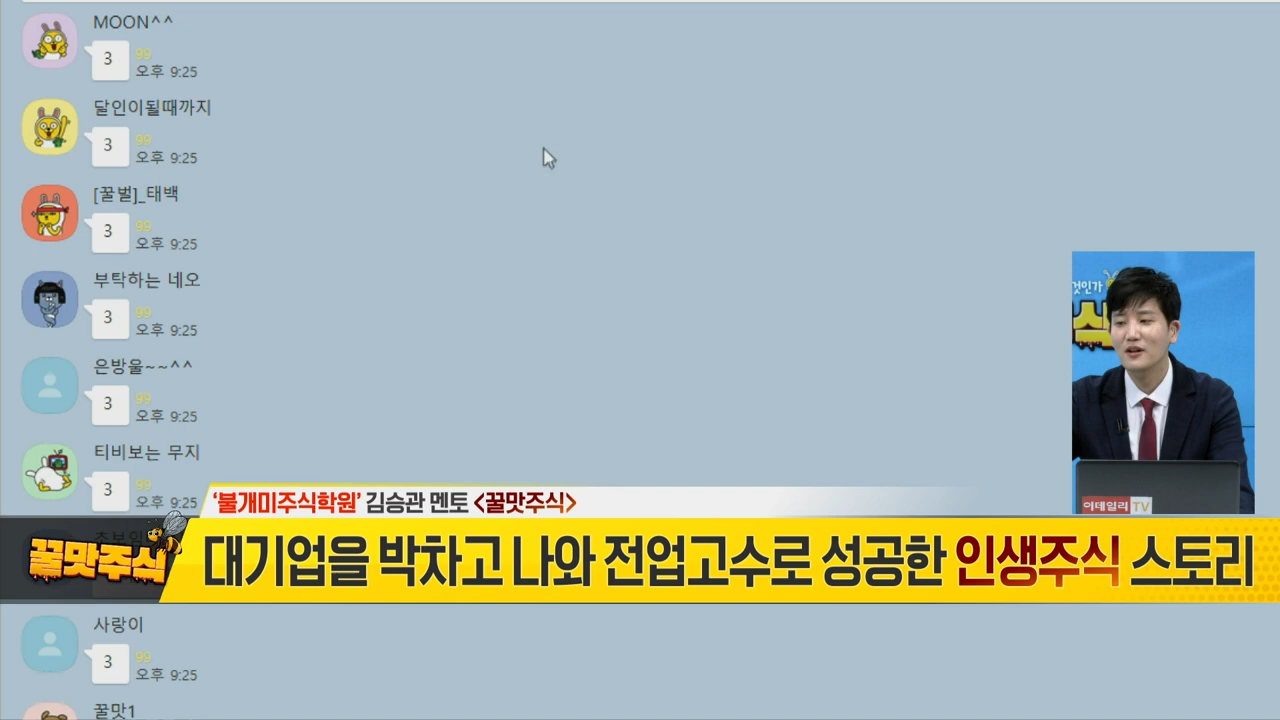 MOON^^
3
99
오후 9:25
달인이될때까지
3
99
오후 9:25
[꿀벌]_태백
3
99
오후 9:25
부탁하는 네오
3
99
오후 9:25
은방울~~^^
3
99
오후 9:25
티비보는 무지
3
99
오후 9:25
것인가
식
이데일리 TV
'불개미주식학원' 김승관 멘토 <꿀맛주식>
꿀맛주식
대기업을 박차고 나와 전업고수로 성공한 인생주식 스토리
사랑이
3
99
오후 9:25
꿀맛1